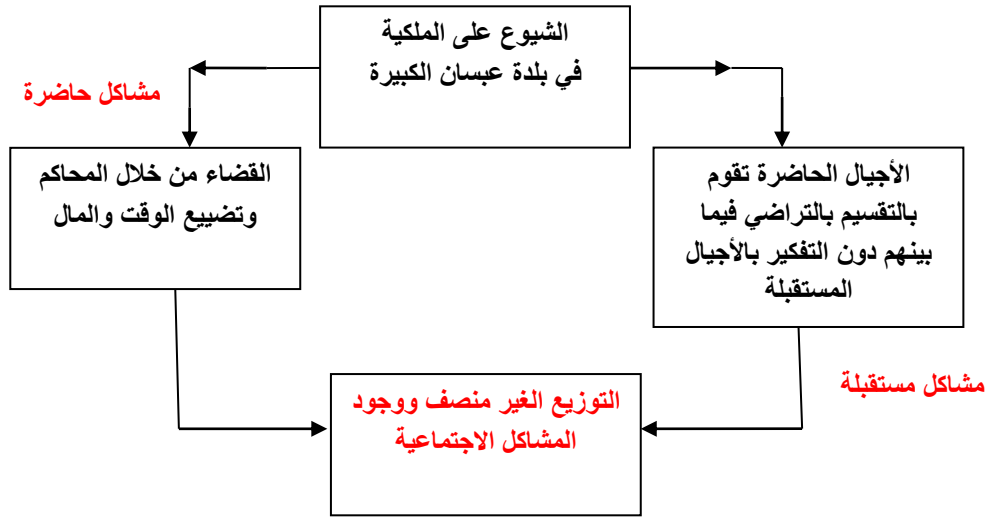 الشيوع على الملكية
في بلدة عبسان الكبيرة
مشاكل حاضرة
الأجيال الحاضرة تقوم
بالتقسيم بالتراضي فيما
بينهم دون التفكير بالأجيال
المستقبلة
القضاء من خلال المحاكم
وتضييع الوقت والمال
مشاكل مستقبلة
التوزيع الغير منصف ووجود
المشاكل الاجتماعية